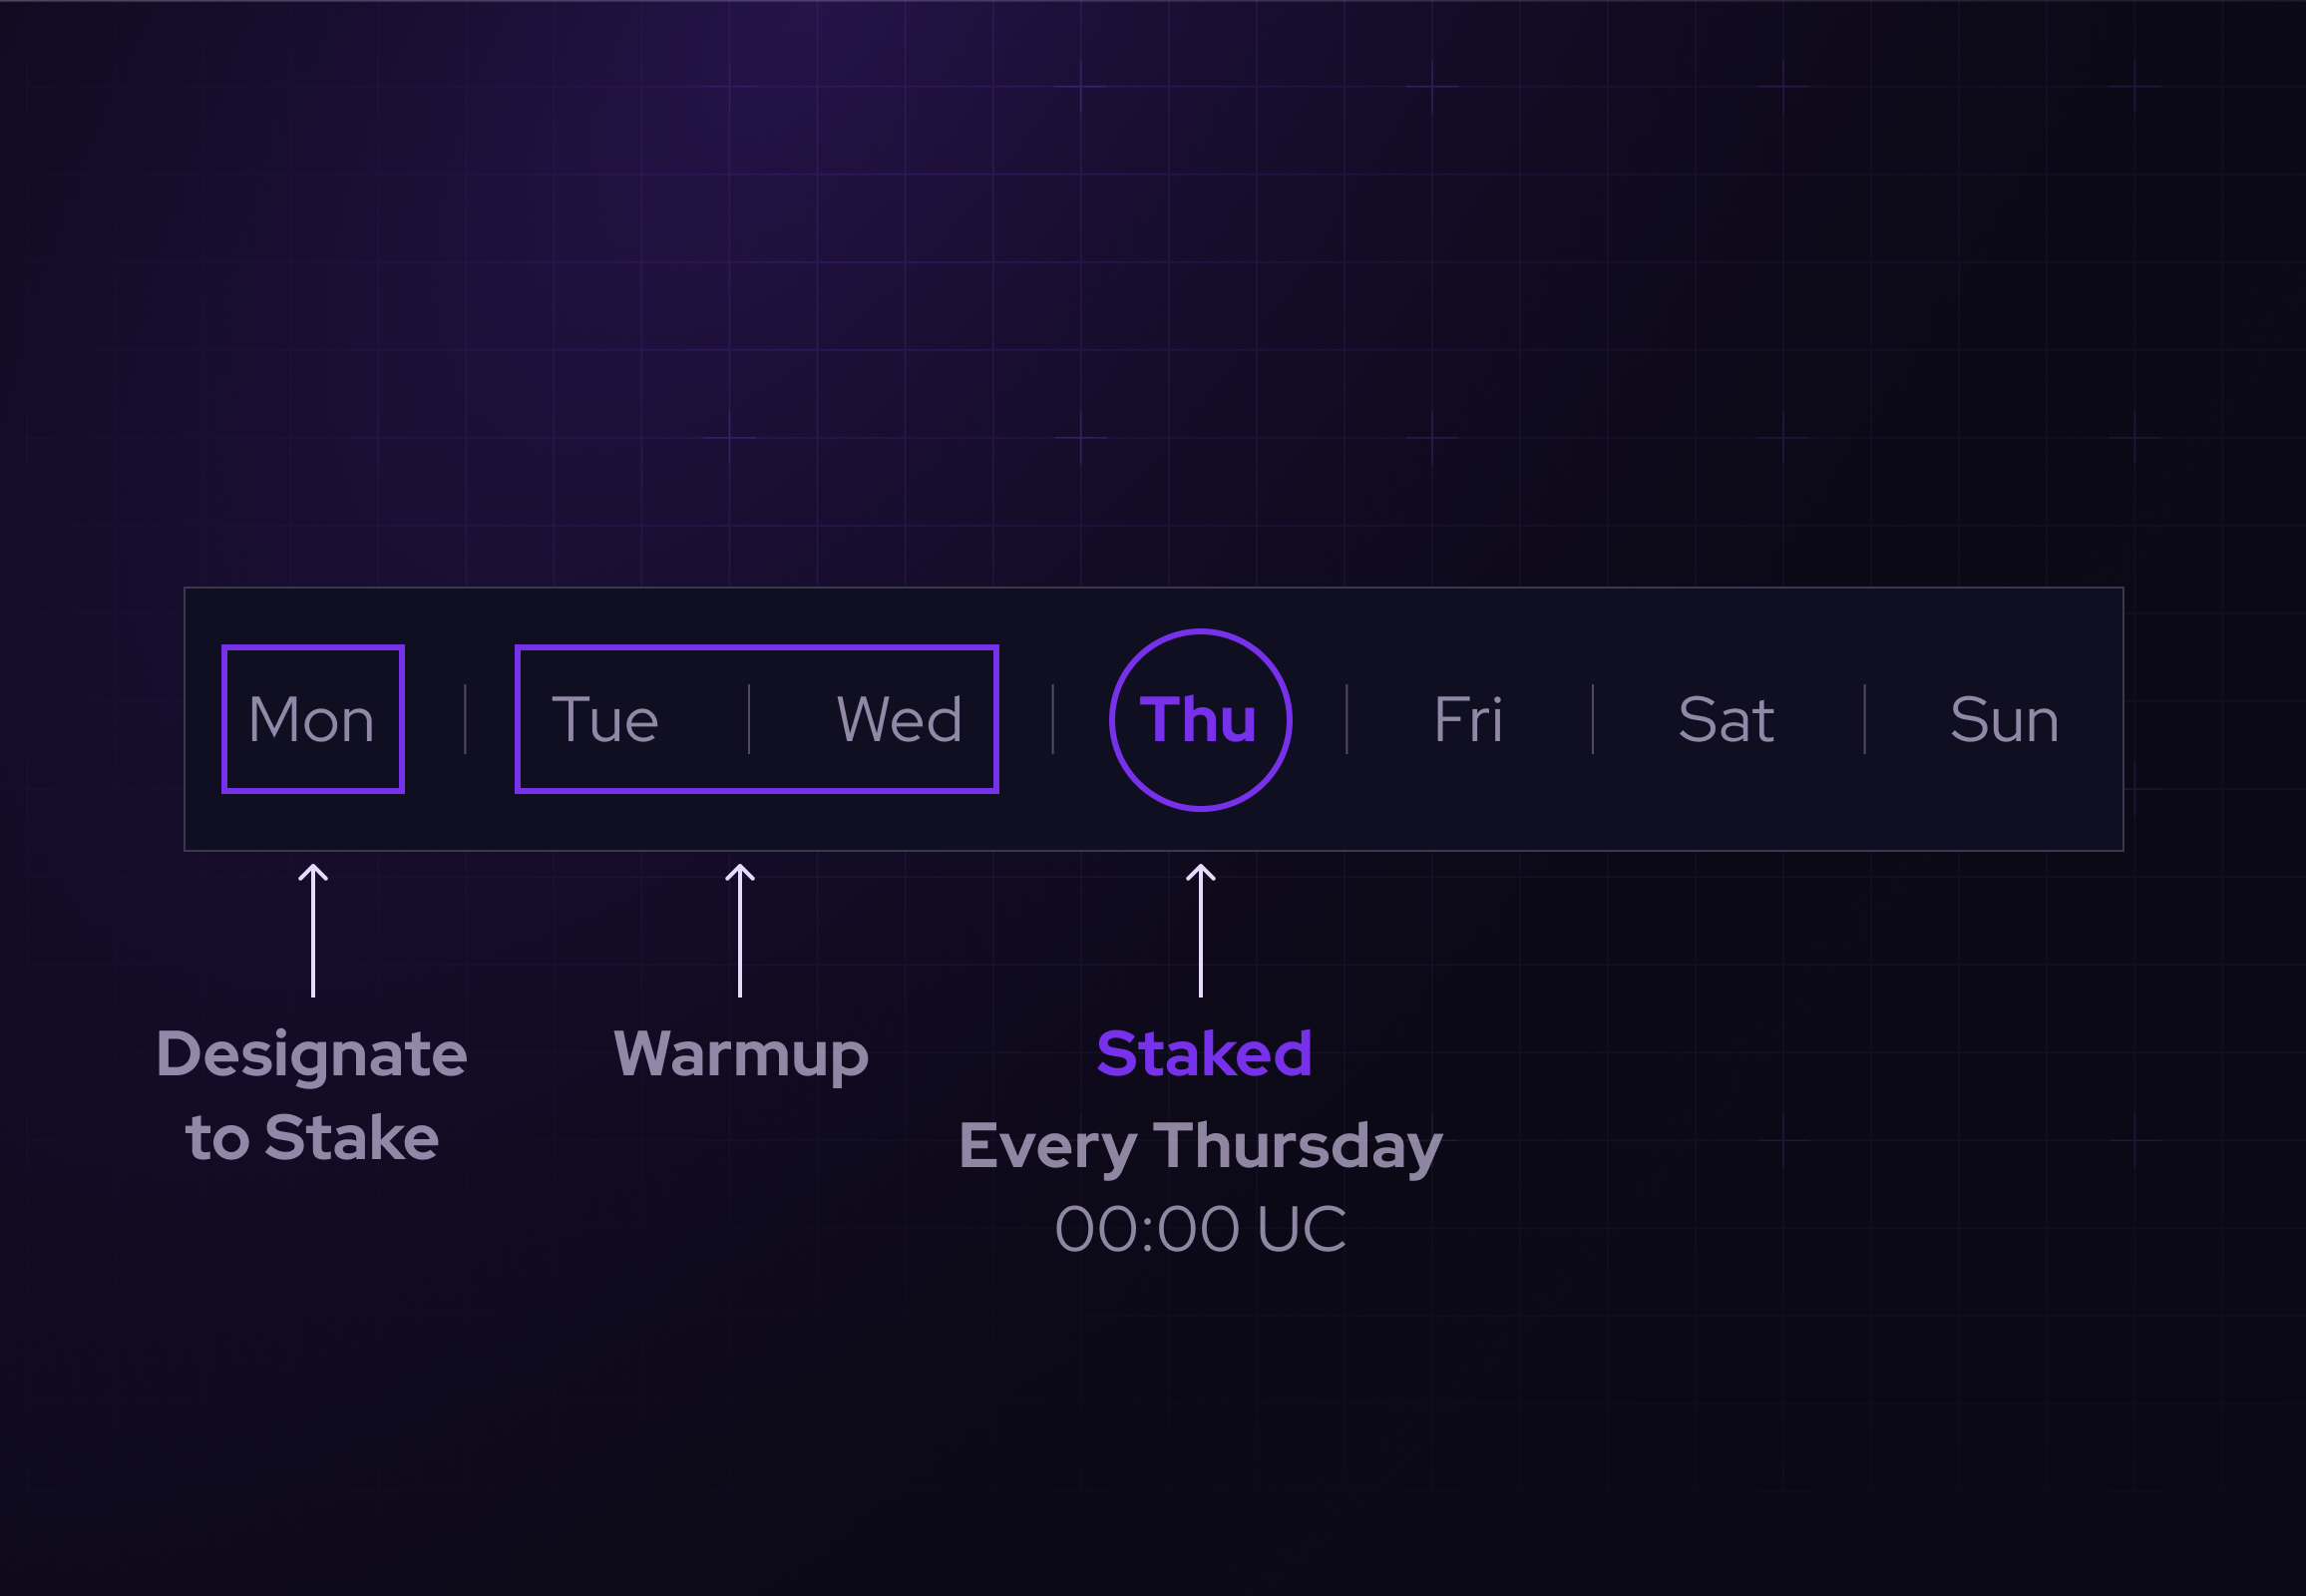 Mon Tue Wed Thu Fri Sat Sun
Designate
to Stake
Warmup
Staked
Every Thursday
00:00 UC